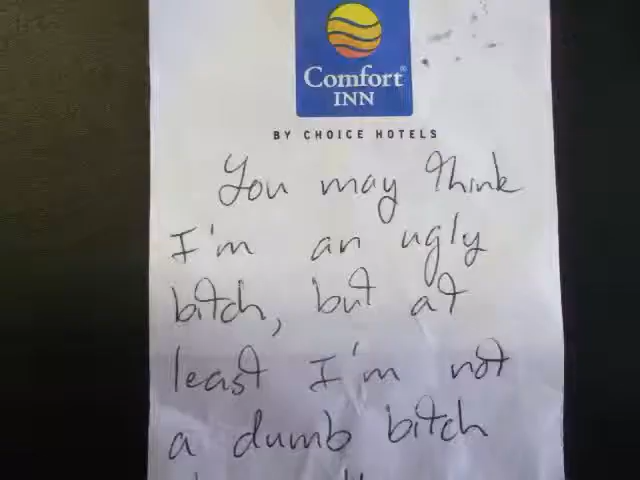 Comfort
INN
BY CHOICE HOTELS
You may think
I'm an ugly
bitch, but at
least I'm not
a dumb bitch